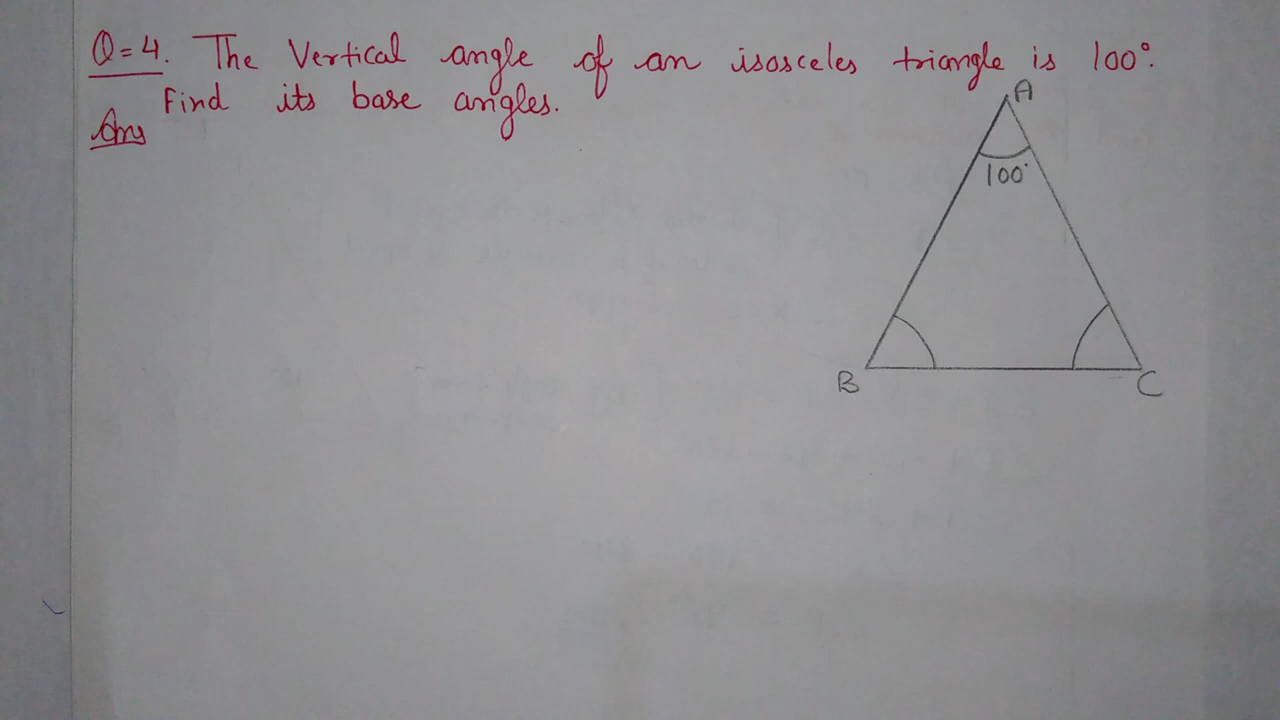 Q=4. The Vertical angle of an isosceles triangle is 100°.
Find its base angles.
Ans
A
100°
B
C